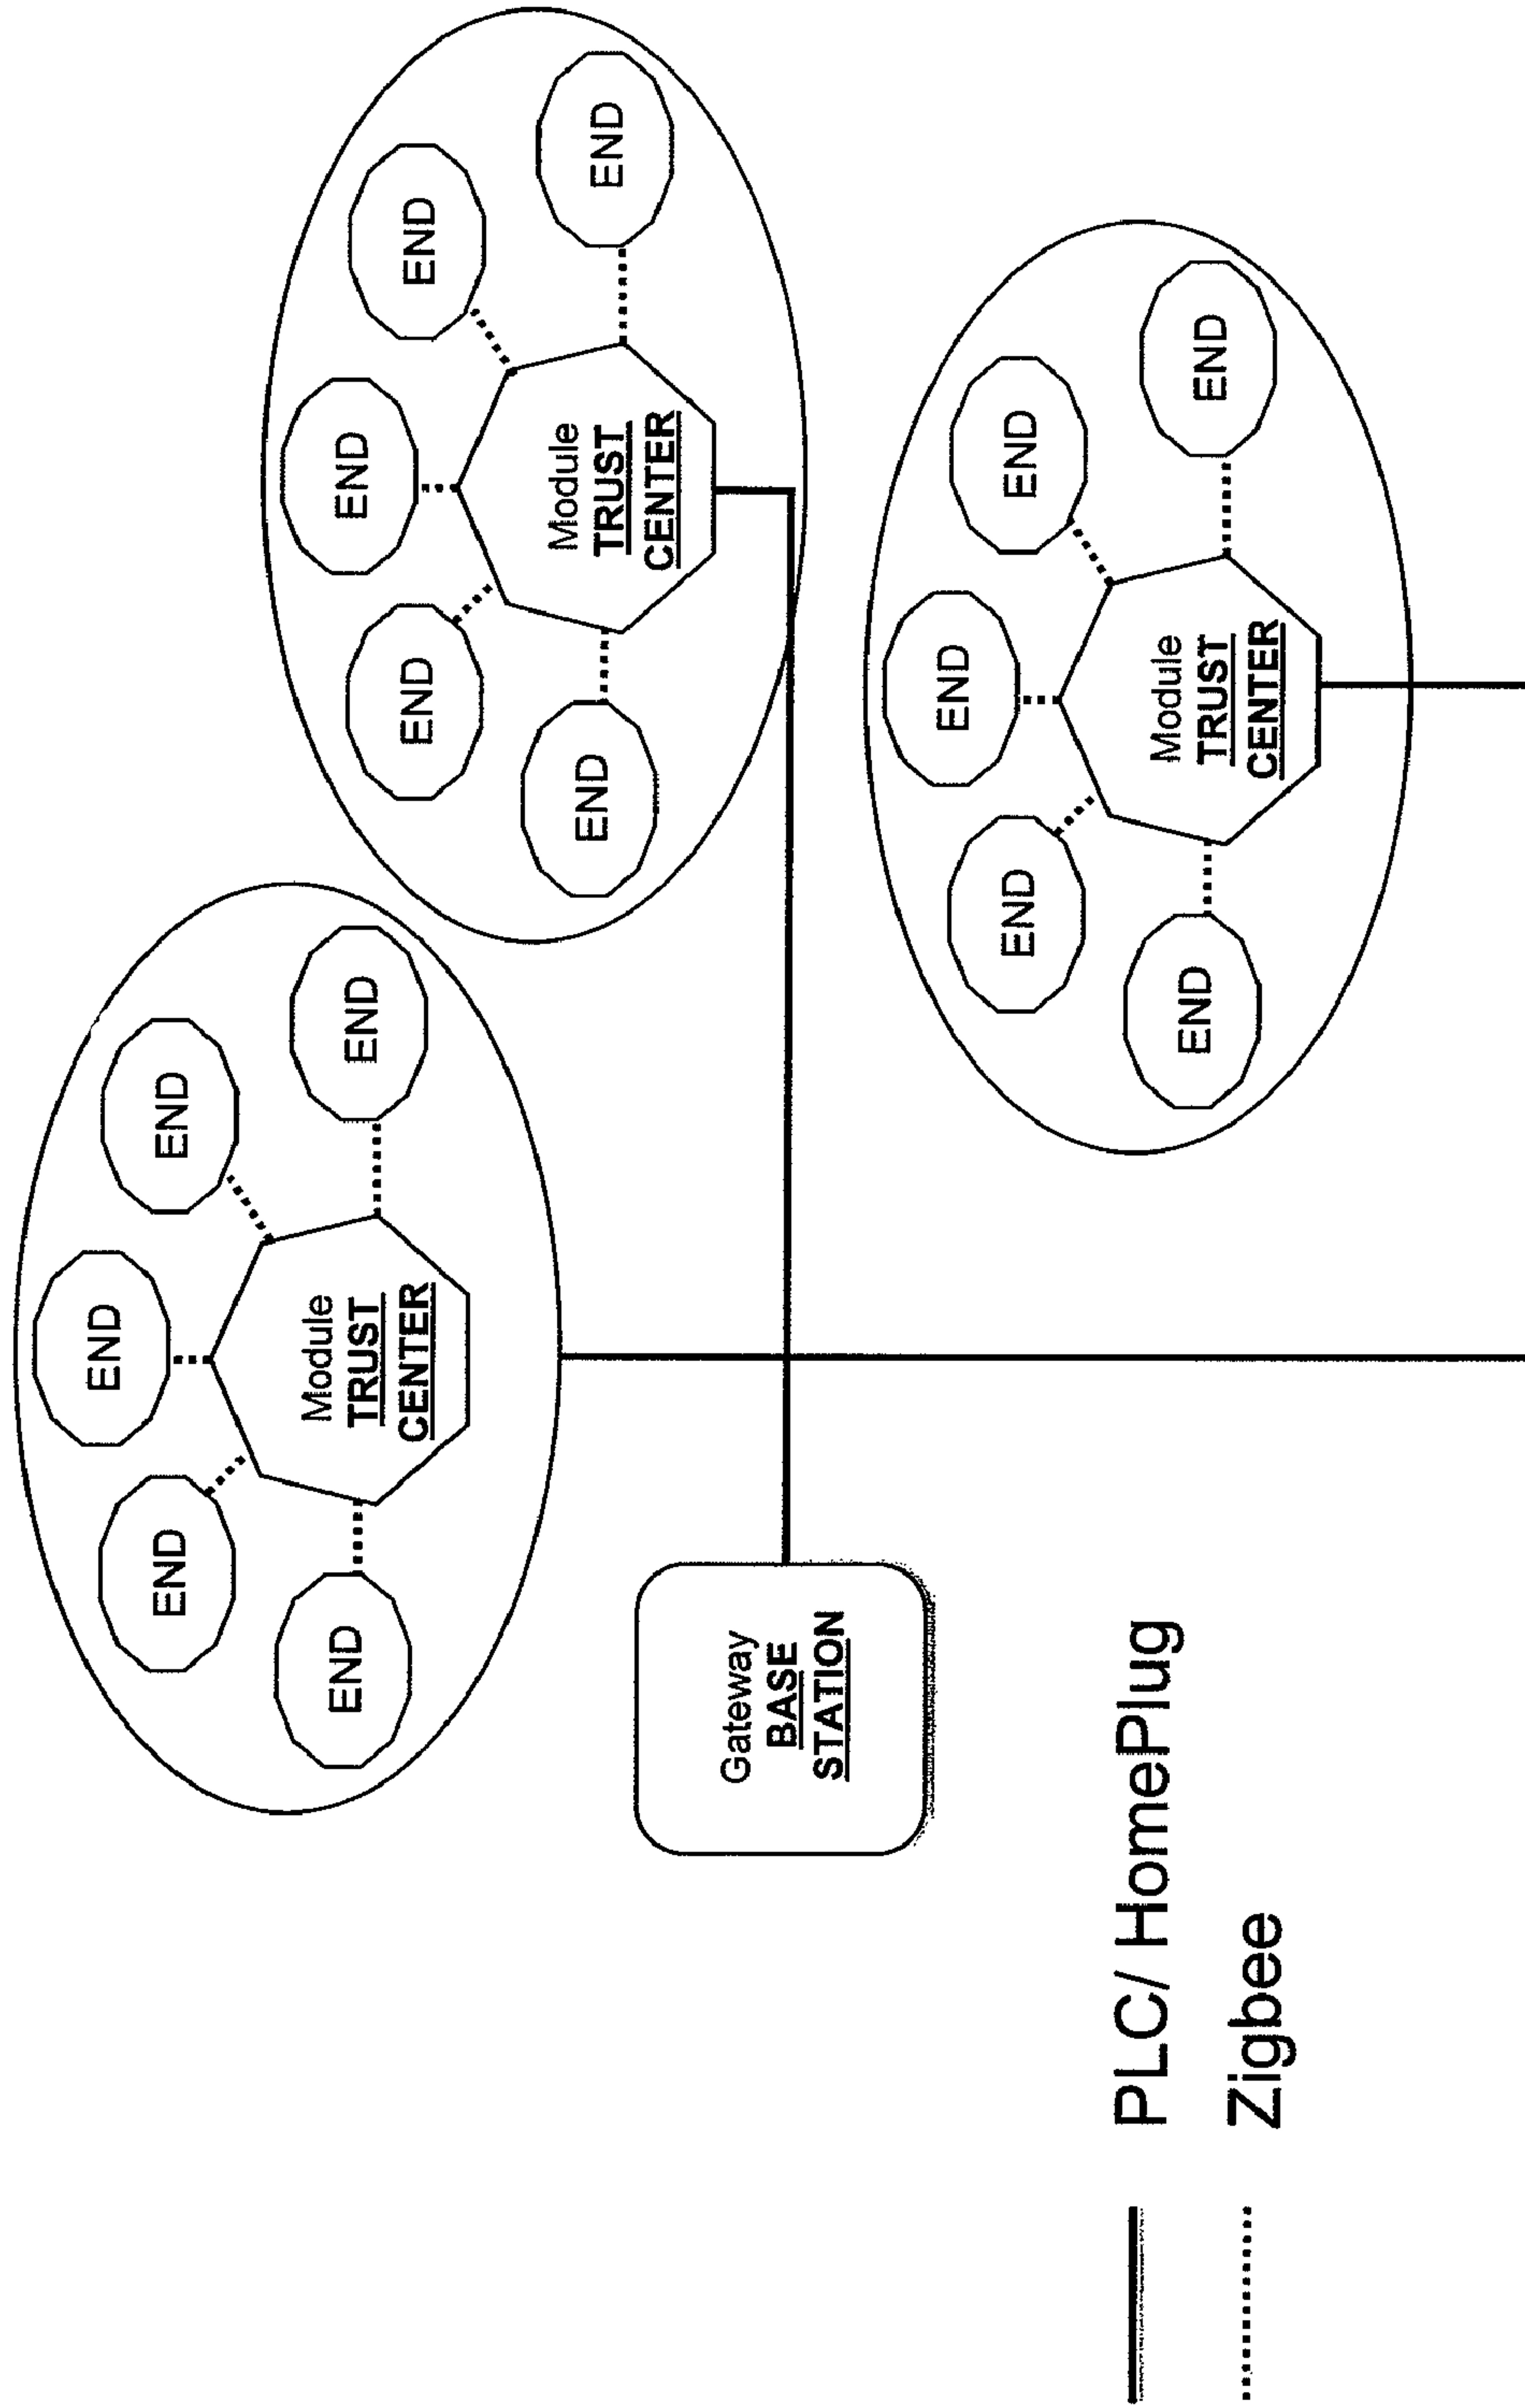 END
END
END
END
END
Module
TRUST
CENTER
END
END
END
END
END
Module
TRUST
CENTER
Gateway
BASE
STATION
END
END
END
END
END
Module
TRUST
CENTER
PLC/ HomePlug
Zigbee